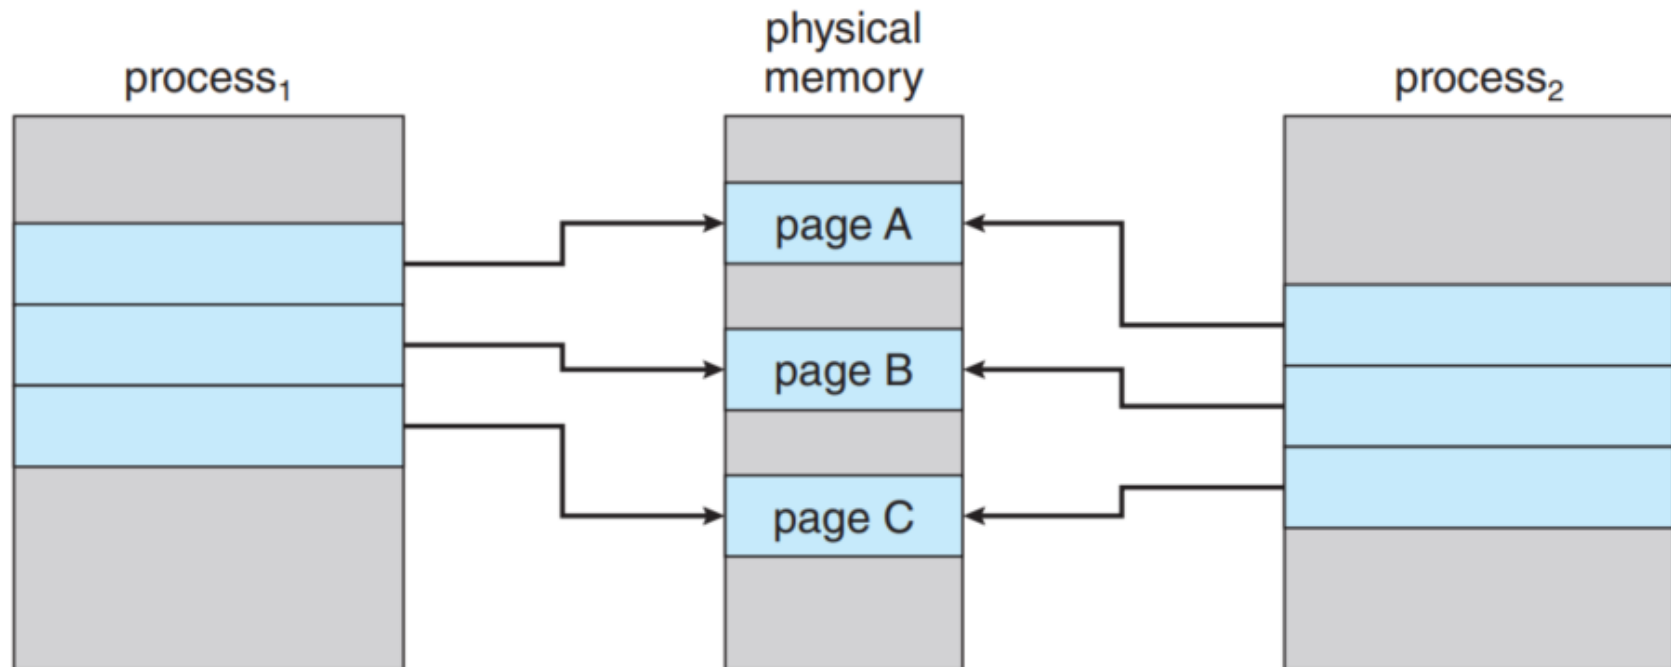 process₁
physical
memory
process₂
page A
page B
page C